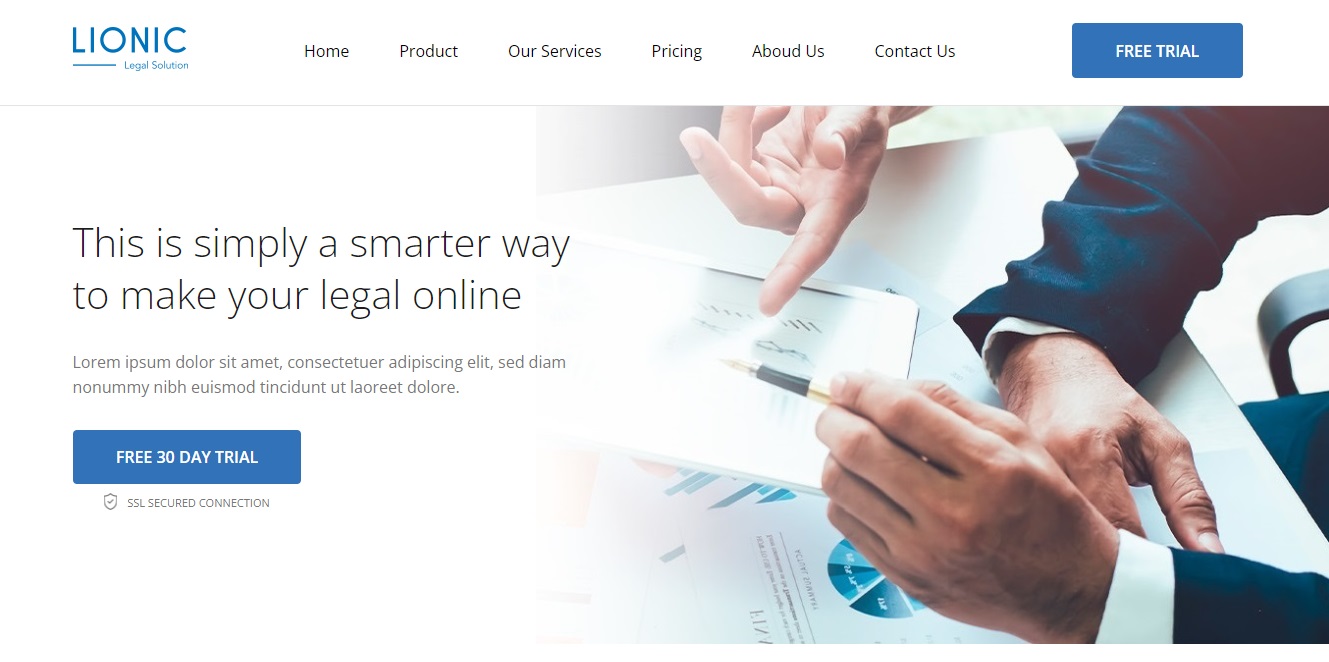 LIONIC
Legal Solution
Home Product Our Services Pricing Aboud Us Contact Us
FREE TRIAL
This is simply a smarter way
to make your legal online
Lorem ipsum dolor sit amet, consectetuer adipiscing elit, sed diam
nonummy nibh euismod tincidunt ut laoreet dolore.
FREE 30 DAY TRIAL
SSL SECURED CONNECTION